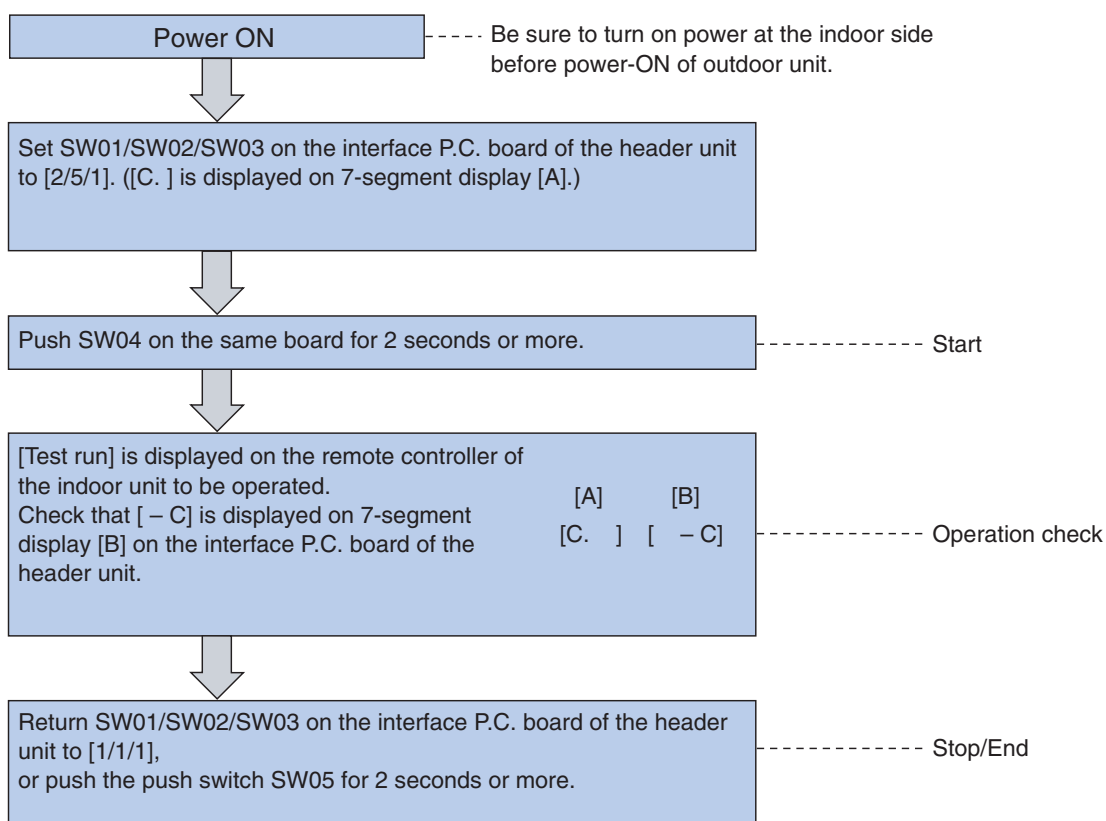 Power ON
Be sure to turn on power at the indoor side
before power-ON of outdoor unit.
Set SW01/SW02/SW03 on the interface P.C. board of the header unit
to [2/5/1]. ([C. ] is displayed on 7-segment display [A].)
Push SW04 on the same board for 2 seconds or more.
Start
[Test run] is displayed on the remote controller of
the indoor unit to be operated.
Check that [ – C] is displayed on 7-segment
display [B] on the interface P.C. board of the
header unit.
[A] [B]
[C. ] [ – C]
Operation check
Return SW01/SW02/SW03 on the interface P.C. board of the header
unit to [1/1/1],
or push the push switch SW05 for 2 seconds or more.
Stop/End